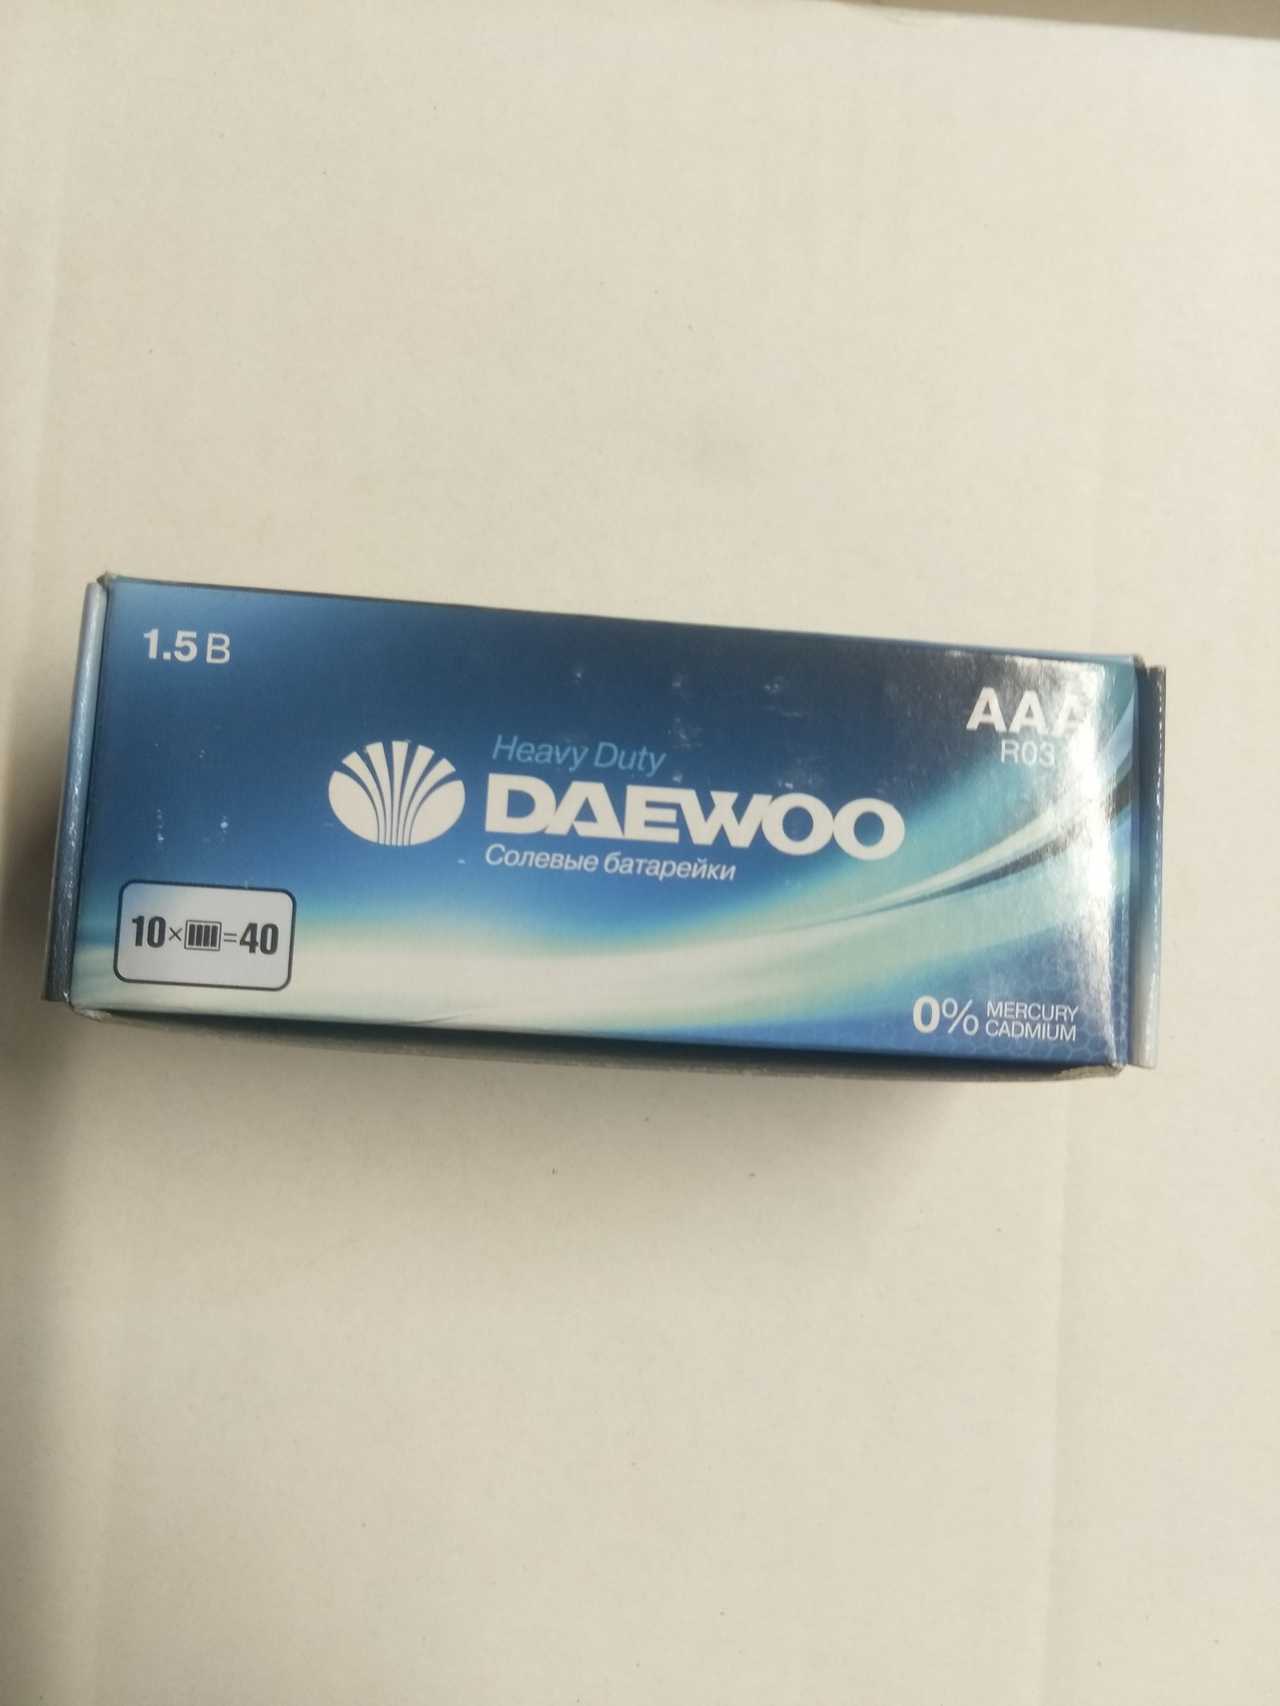 1.5 В
AAA
R03
Heavy Duty
DAEWOO
Солевые батарейки
10×=40
0% MERCURY
CADMIUM